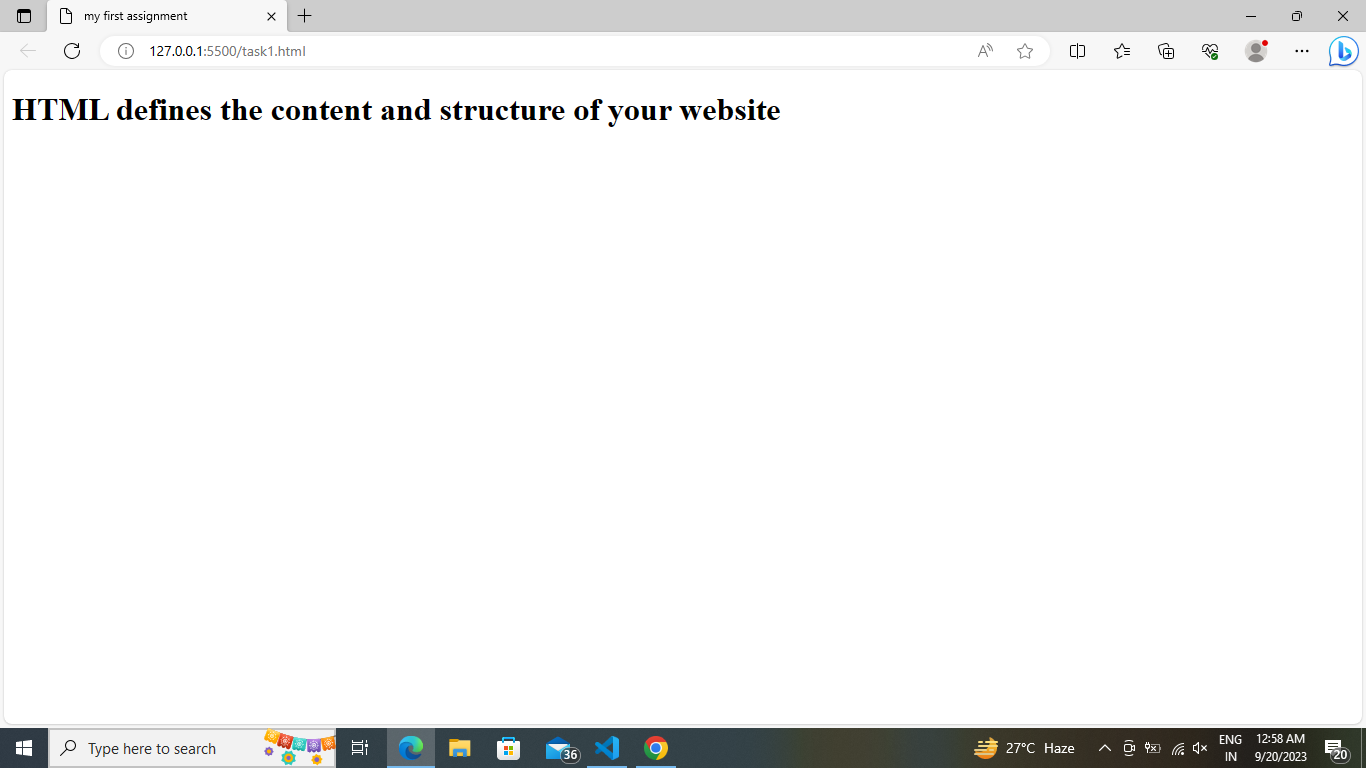 my first assignment
127.0.0.1:5500/task1.html
HTML defines the content and structure of your website
Type here to search
36
27°C Haze
ENG
IN
12:58 AM
9/20/2023
20